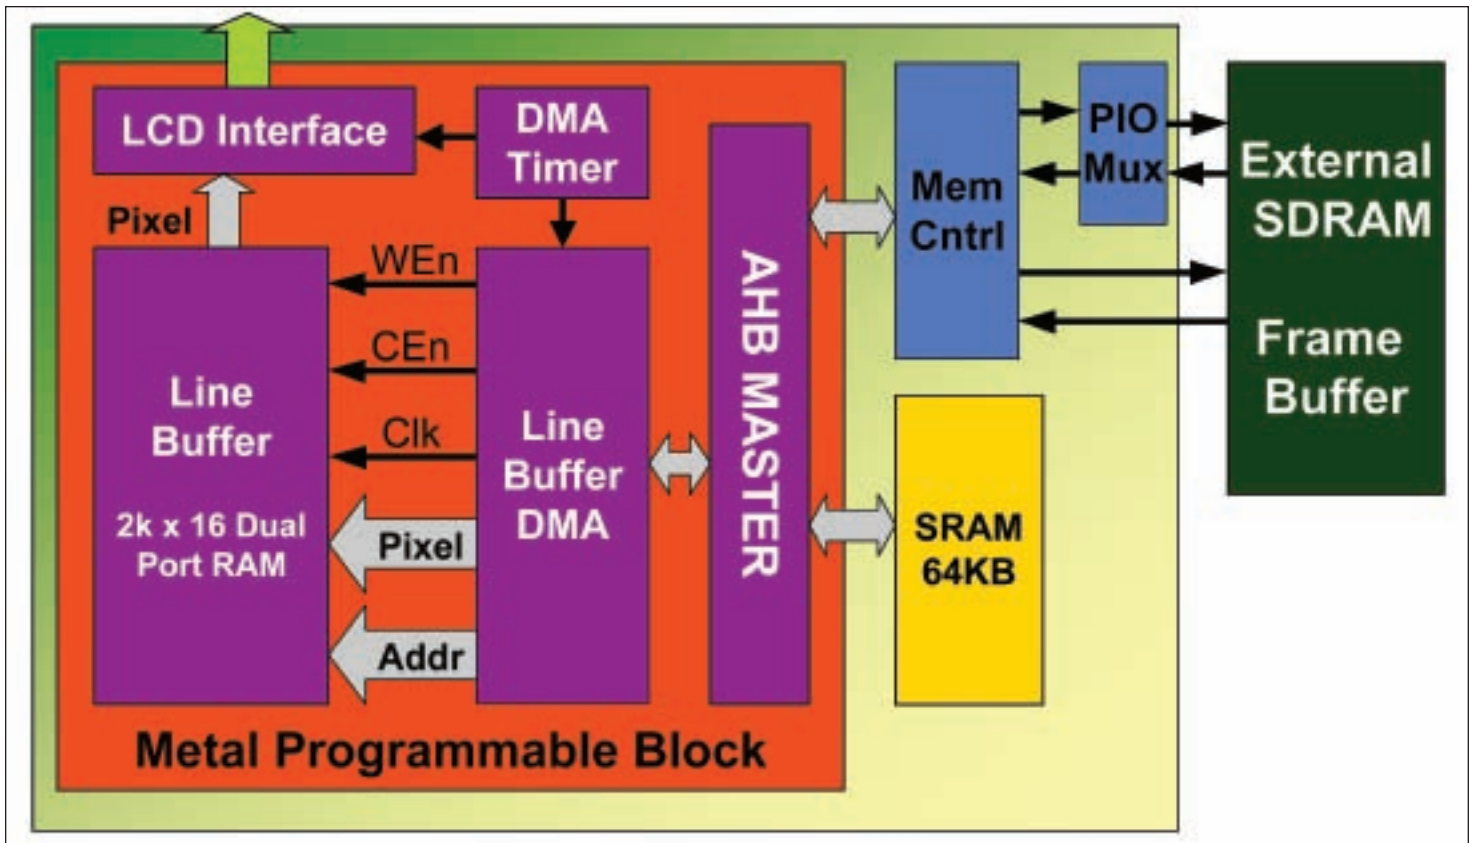 LCD Interface
DMA
Timer
Pixel
WEn
CEn
Clk
Pixel
Addr
Line
Buffer
2k x 16 Dual
Port RAM
Line
Buffer
DMA
AHB MASTER
Metal Programmable Block
Mem
Cntrl
PIO
Mux
SRAM
64KB
External
SDRAM
Frame
Buffer